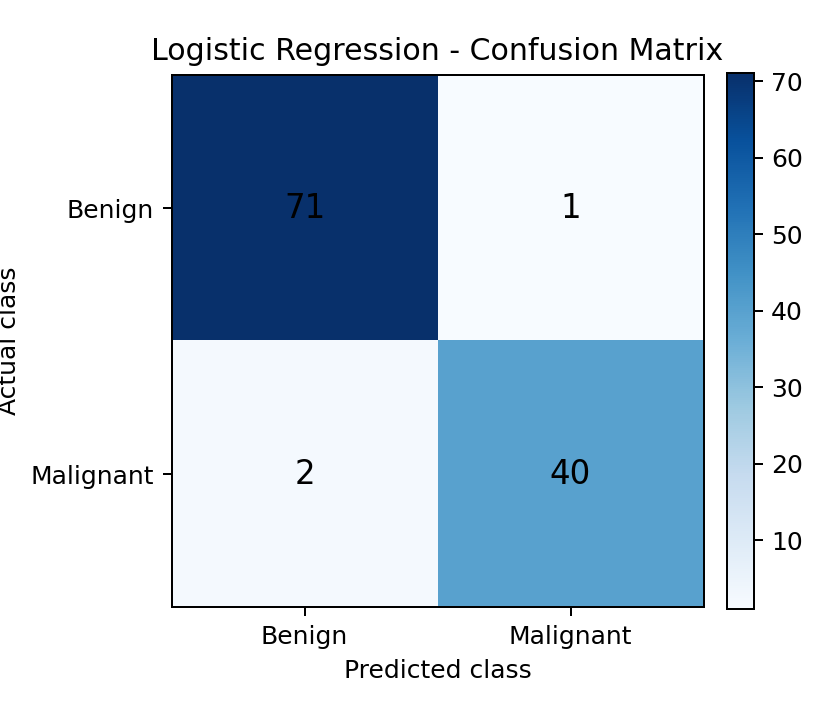 Logistic Regression - Confusion Matrix
70
60
50
40
30
20
10
Actual class
Benign
71
1
Malignant
2
40
Benign
Malignant
Predicted class